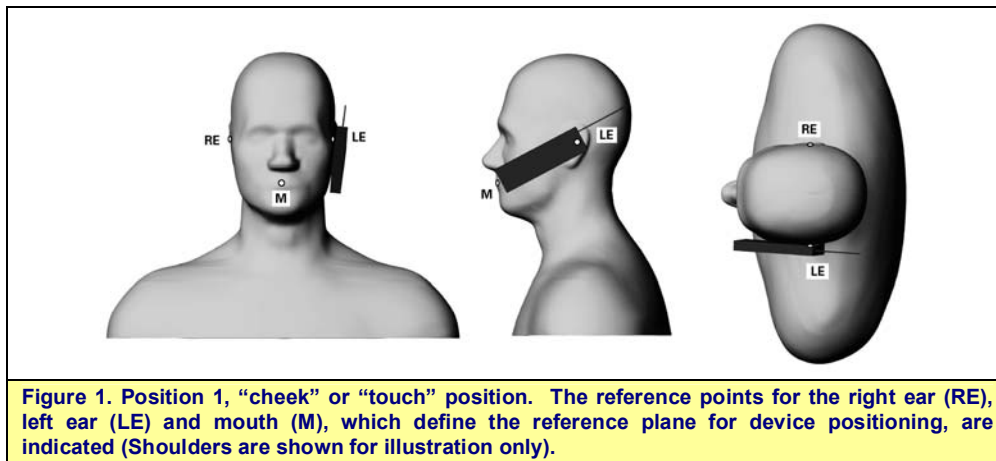 RE
LE
M
LE
M
RE
LE
Figure 1. Position 1, “cheek” or “touch” position. The reference points for the right ear (RE),
left ear (LE) and mouth (M), which define the reference plane for device positioning, are
indicated (Shoulders are shown for illustration only).